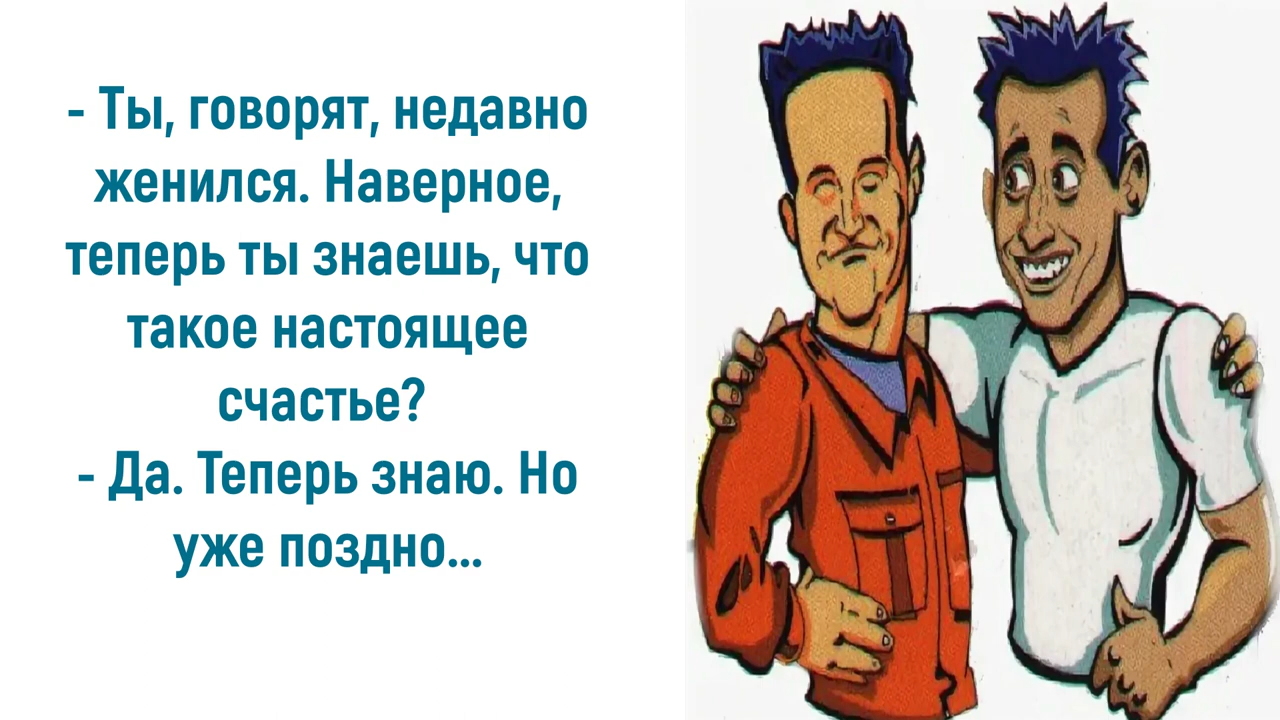 - Ты, говорят, недавно
женился. Наверное,
теперь ты знаешь, что
такое настоящее
счастье?
- Да. Теперь знаю. Но
уже поздно...